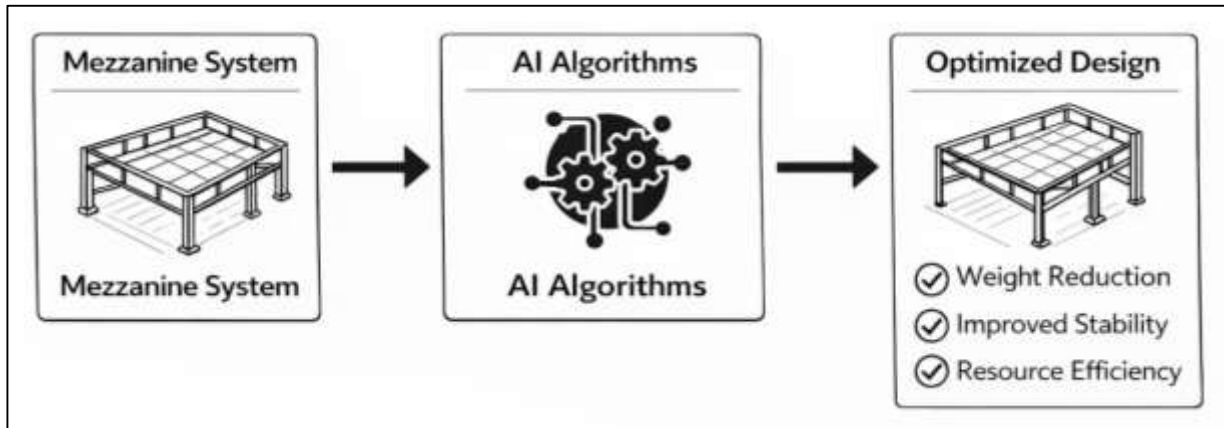 Mezzanine System
Mezzanine System
AI Algorithms
AI Algorithms
Optimized Design
Weight Reduction
Improved Stability
Resource Efficiency